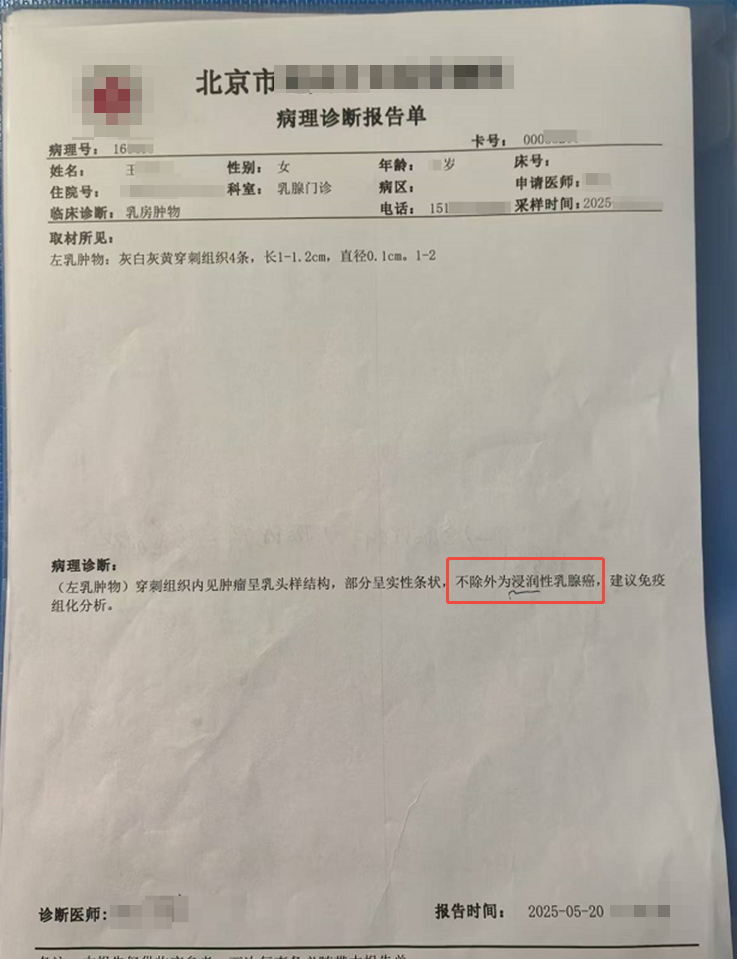 北京市
病理诊断报告单
卡号: 000
病理号: 16
姓名: 王 性别: 女 年龄: 岁 床号:
住院号: 科室: 乳腺门诊 病区: 申请医师:
临床诊断: 乳房肿物 电话: 151 采样时间: 2025
取材所见:
左乳肿物: 灰白灰黄穿刺组织4条, 长1-1.2cm, 直径0.1cm。1-2
病理诊断:
(左乳肿物) 穿刺组织内见肿瘤呈乳头样结构, 部分呈实性条状, 不除外为浸润性乳腺癌, 建议免疫
组化分析。
诊断医师: 报告时间: 2025-05-20